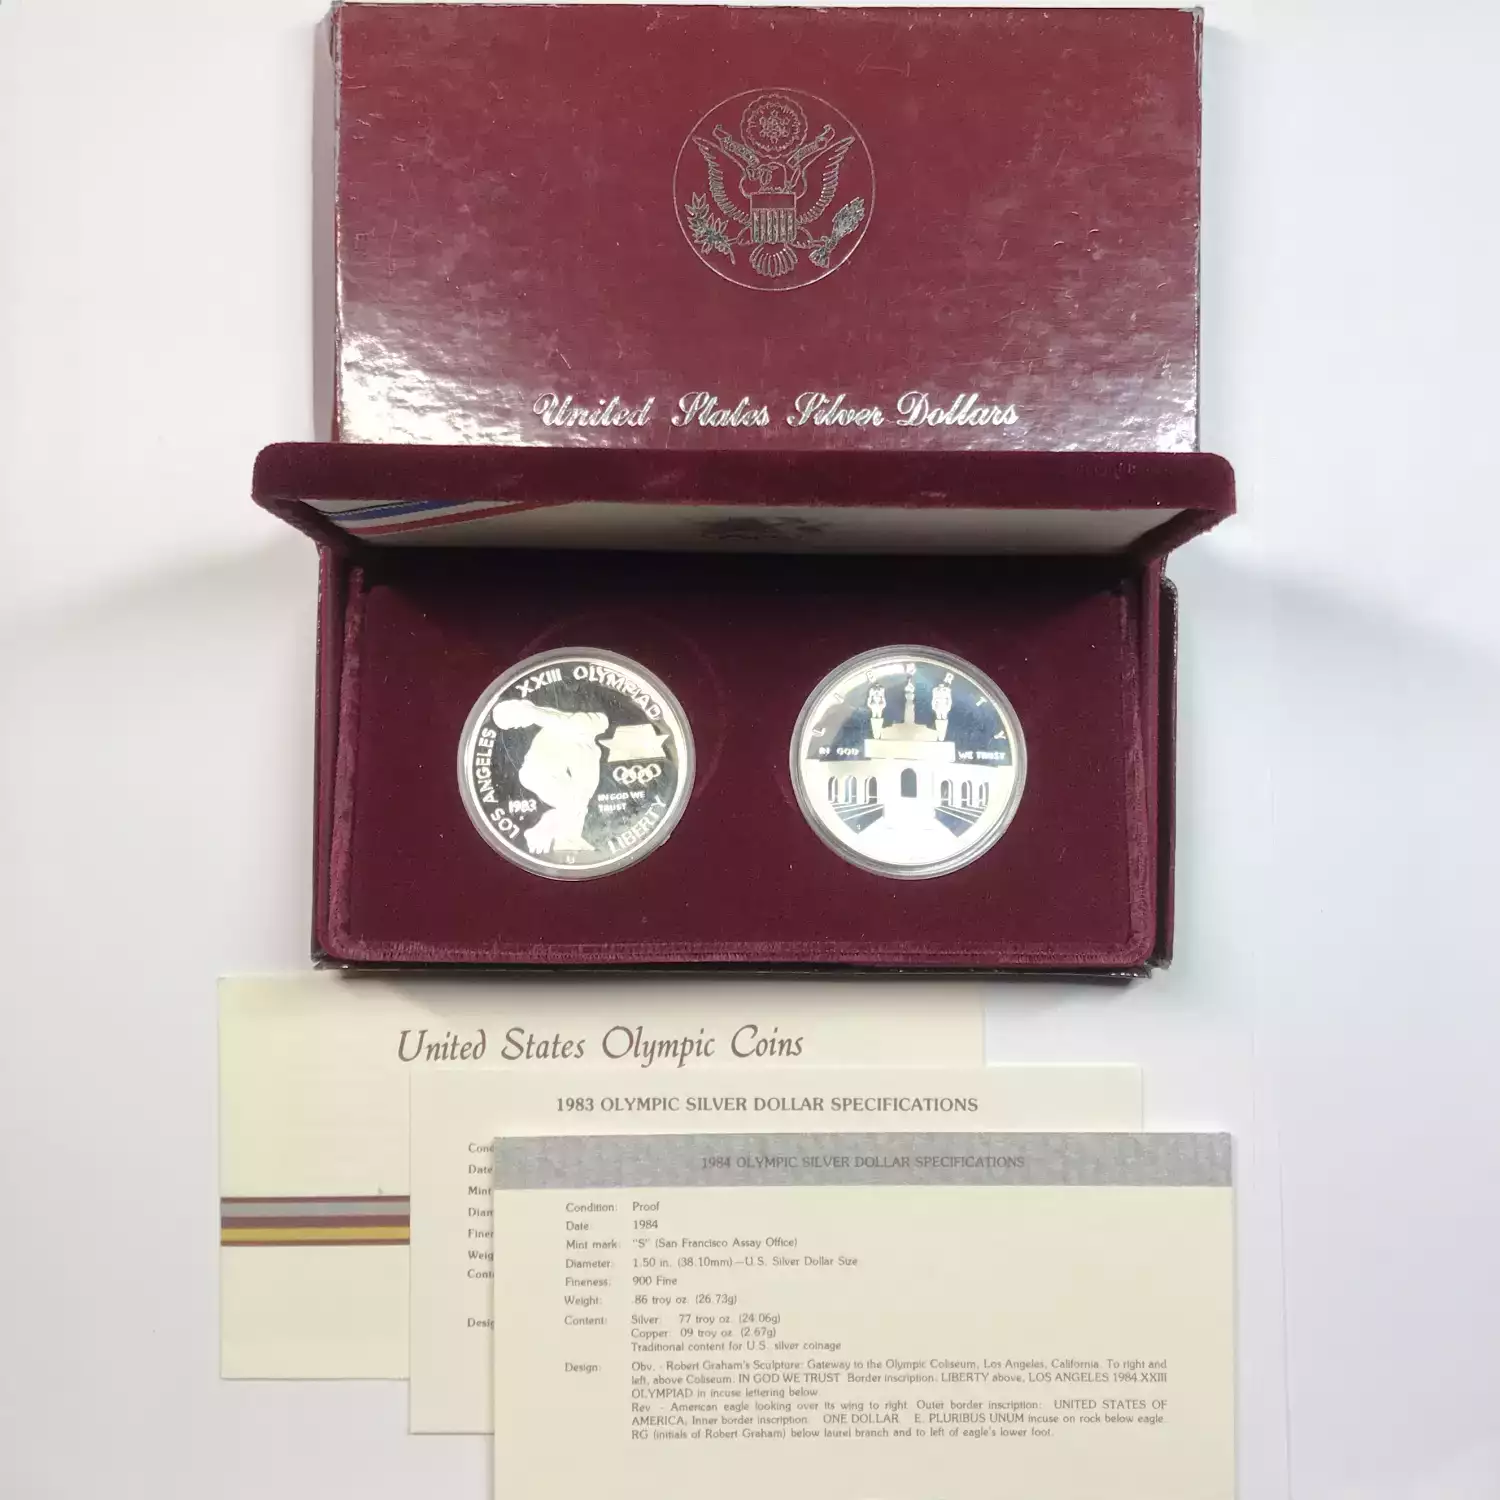 United States Silver Dollars
XXIII OLYMPIAD
LOS ANGELES
1983
IN GOD WE
TRUST
LIBERTY
S
LIBERTY
IN GOD WE TRUST
United States Olympic Coins
1983 OLYMPIC SILVER DOLLAR SPECIFICATIONS
Cond
Date
Mint
Diam
Finen
Weig
Conte
Desig
1984 OLYMPIC SILVER DOLLAR SPECIFICATIONS
Condition: Proof
Date 1984
Mint mark: "S" (San Francisco Assay Office)
Diameter: 1.50 in. (38.10mm)—U.S. Silver Dollar Size
Fineness: 900 Fine
Weight: .86 troy oz. (26.73g)
Content: Silver .77 troy oz. (24.06g)
Copper .09 troy oz. (2.67g)
Traditional content for U.S. silver coinage
Design: Obv. - Robert Graham's Sculpture: Gateway to the Olympic Coliseum, Los Angeles, California. To right and
left, above Coliseum. IN GOD WE TRUST Border inscription. LIBERTY above, LOS ANGELES 1984 XXIII
OLYMPIAD in incuse lettering below
Rev - American eagle looking over its wing to right. Outer border inscription: UNITED STATES OF
AMERICA, Inner border inscription ONE DOLLAR E. PLURIBUS UNUM incuse on rock below eagle.
RG (initials of Robert Graham) below laurel branch and to left of eagle's lower foot.